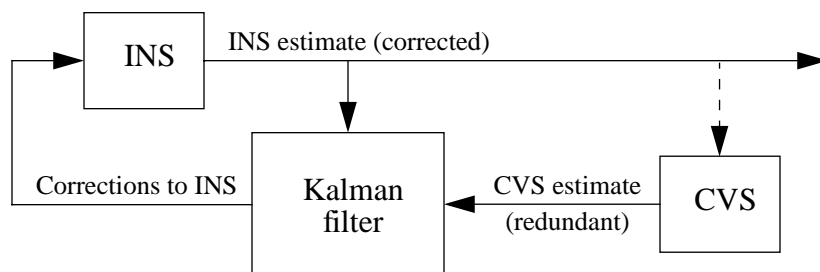 INS
INS estimate (corrected)
Corrections to INS
Kalman
filter
CVS estimate
(redundant)
CVS